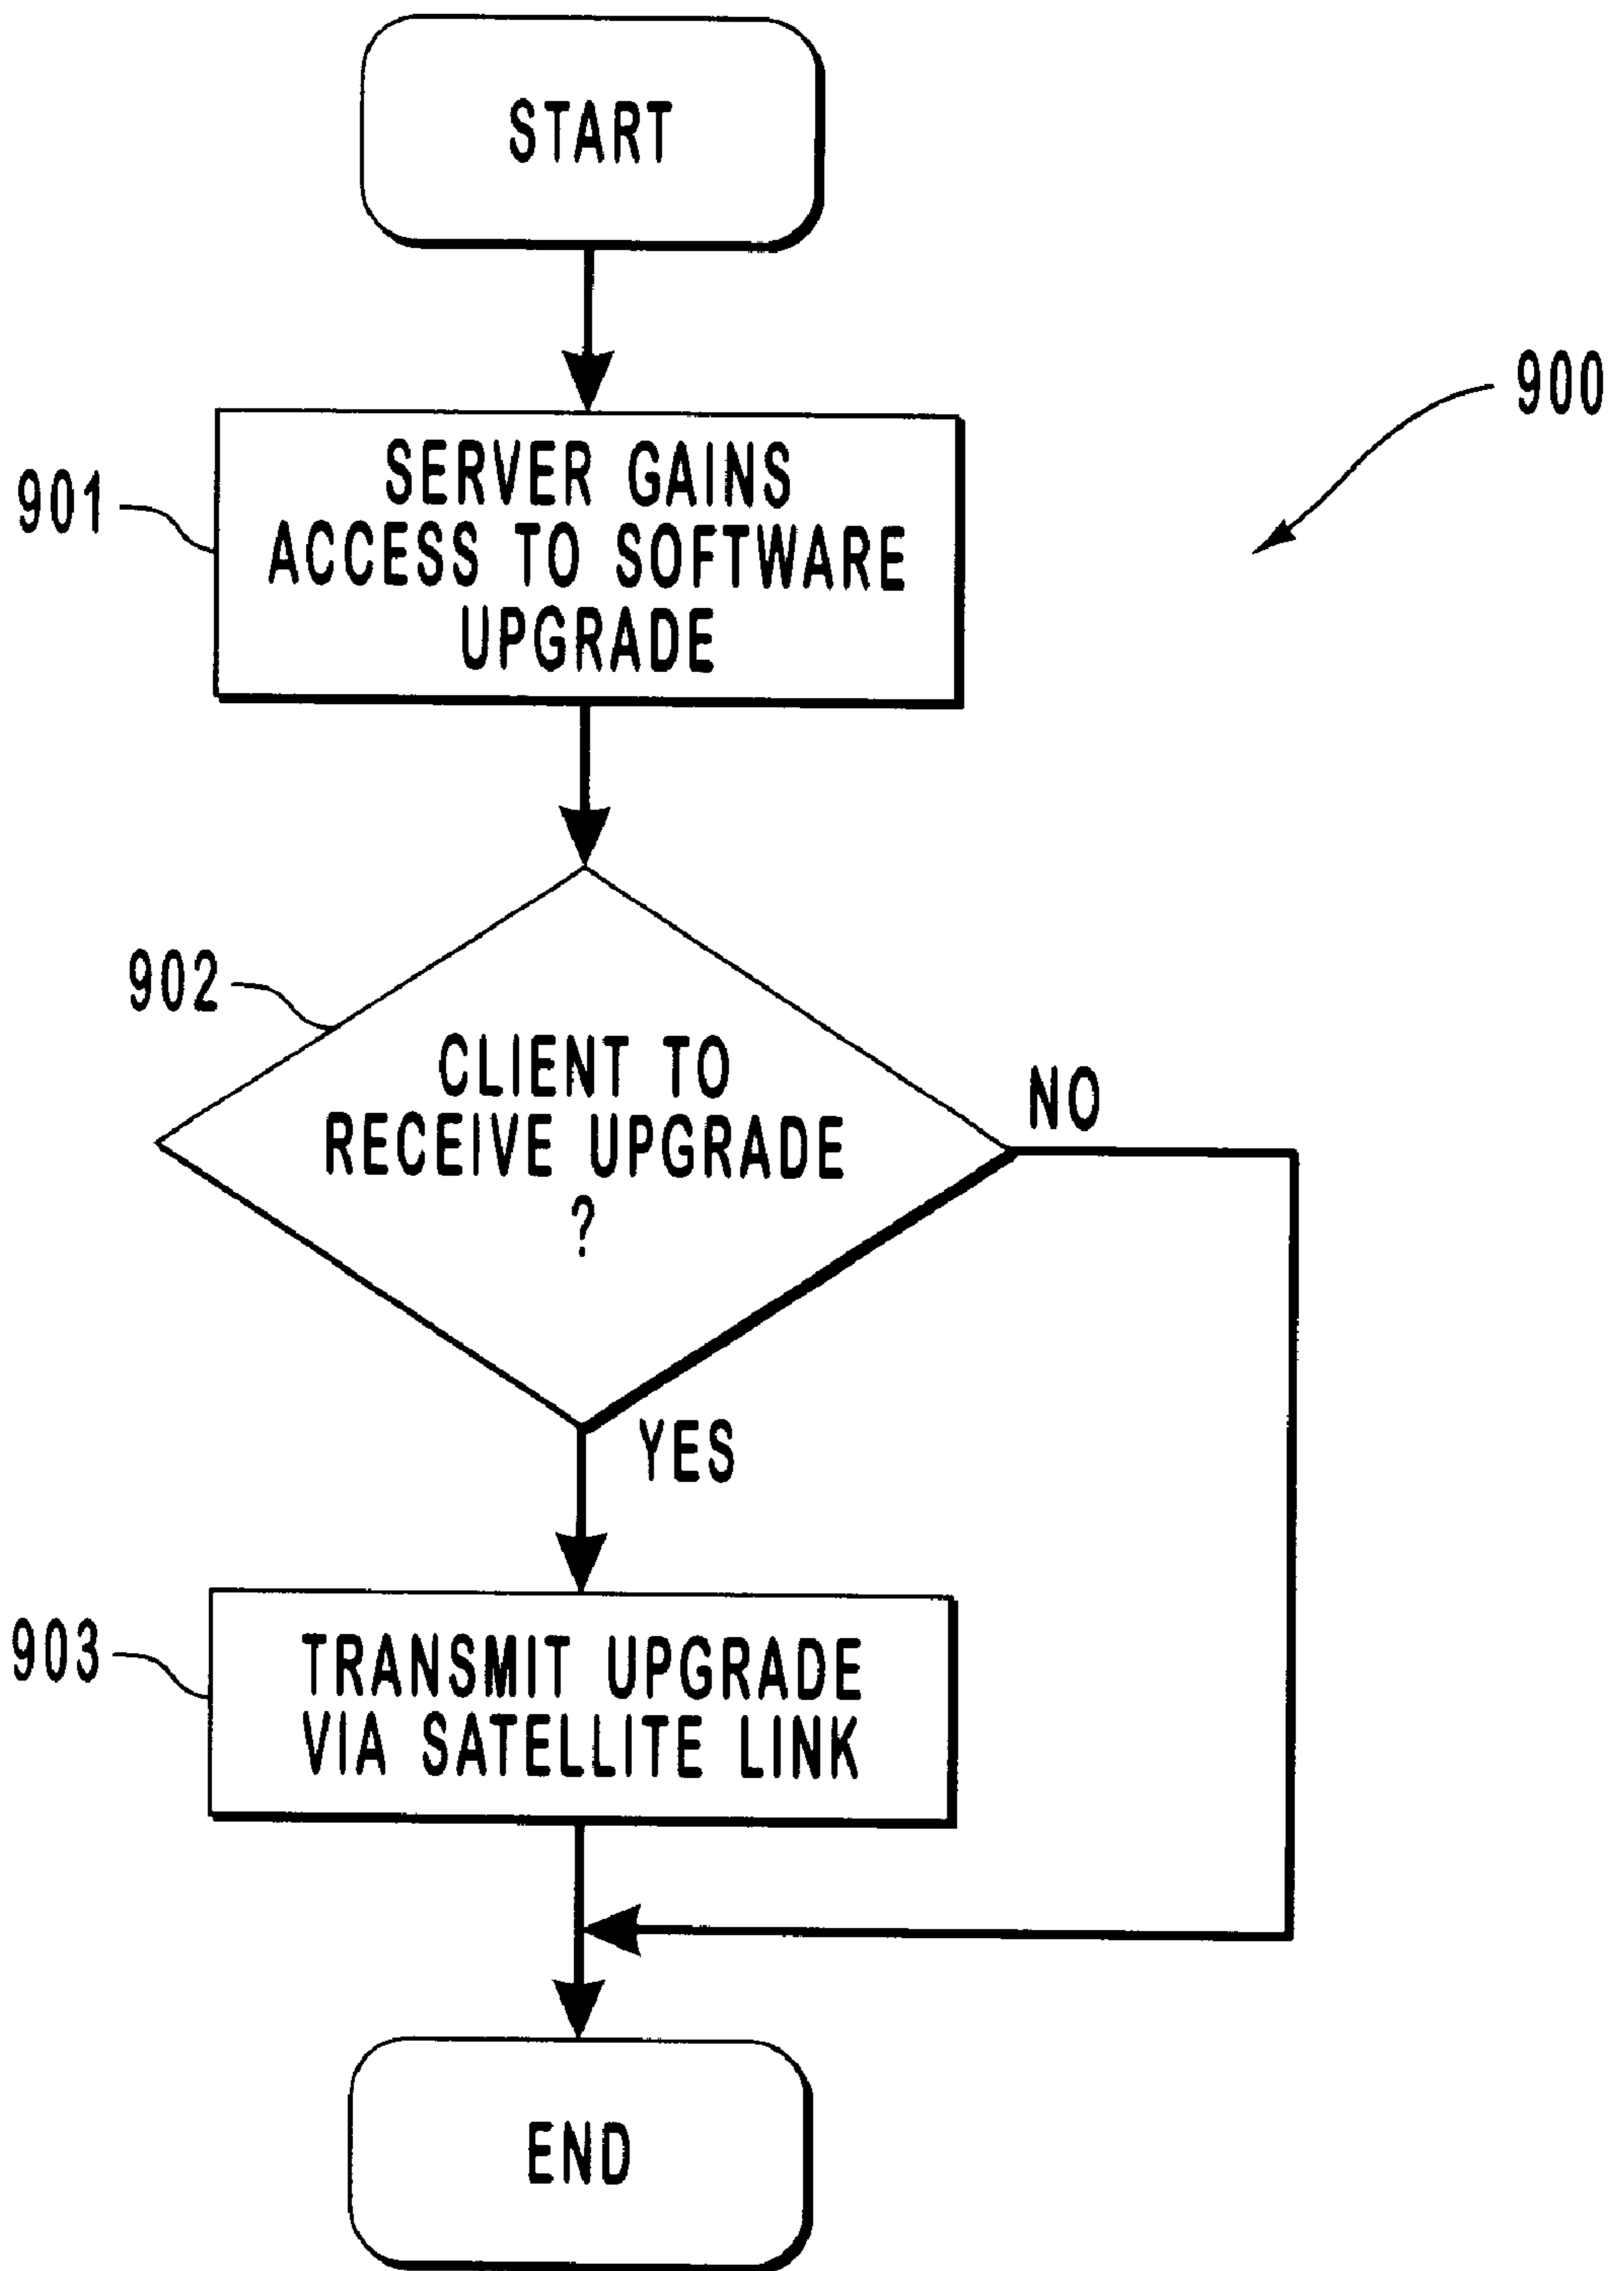 START
900
901
SERVER GAINS
ACCESS TO SOFTWARE
UPGRADE
902
CLIENT TO
RECEIVE UPGRADE
?
NO
YES
903
TRANSMIT UPGRADE
VIA SATELLITE LINK
END